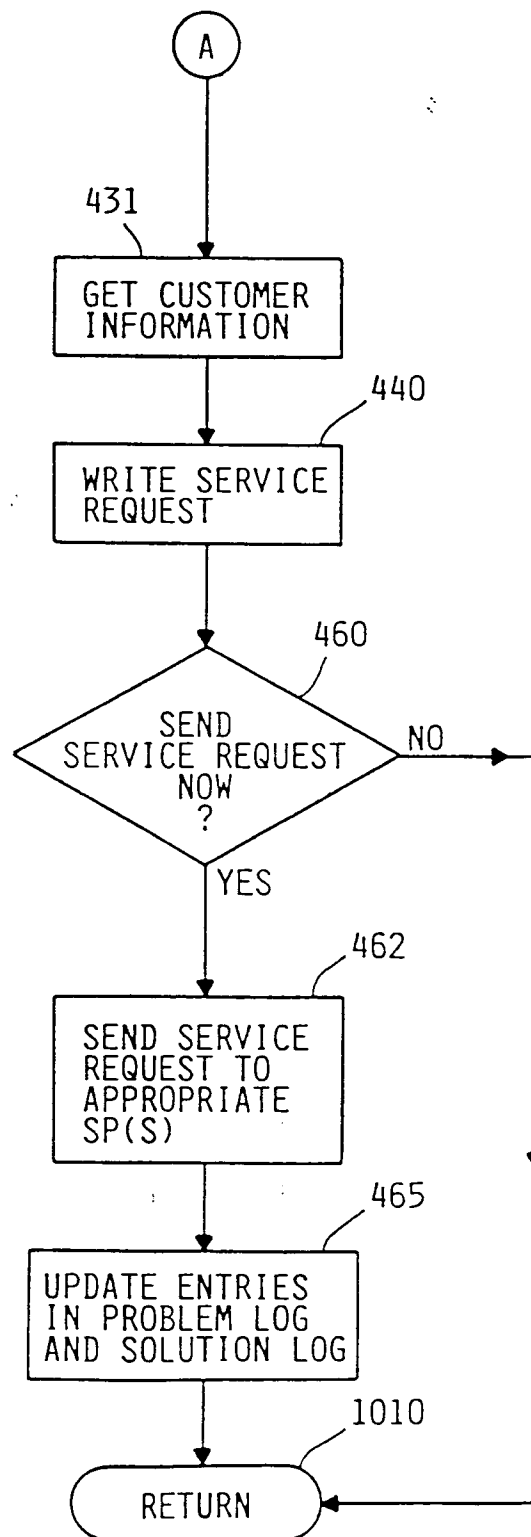 A
431
GET CUSTOMER
INFORMATION
440
WRITE SERVICE
REQUEST
460
SEND
SERVICE REQUEST
NOW
?
NO
YES
462
SEND SERVICE
REQUEST TO
APPROPRIATE
SP(S)
465
UPDATE ENTRIES
IN PROBLEM LOG
AND SOLUTION LOG
1010
RETURN